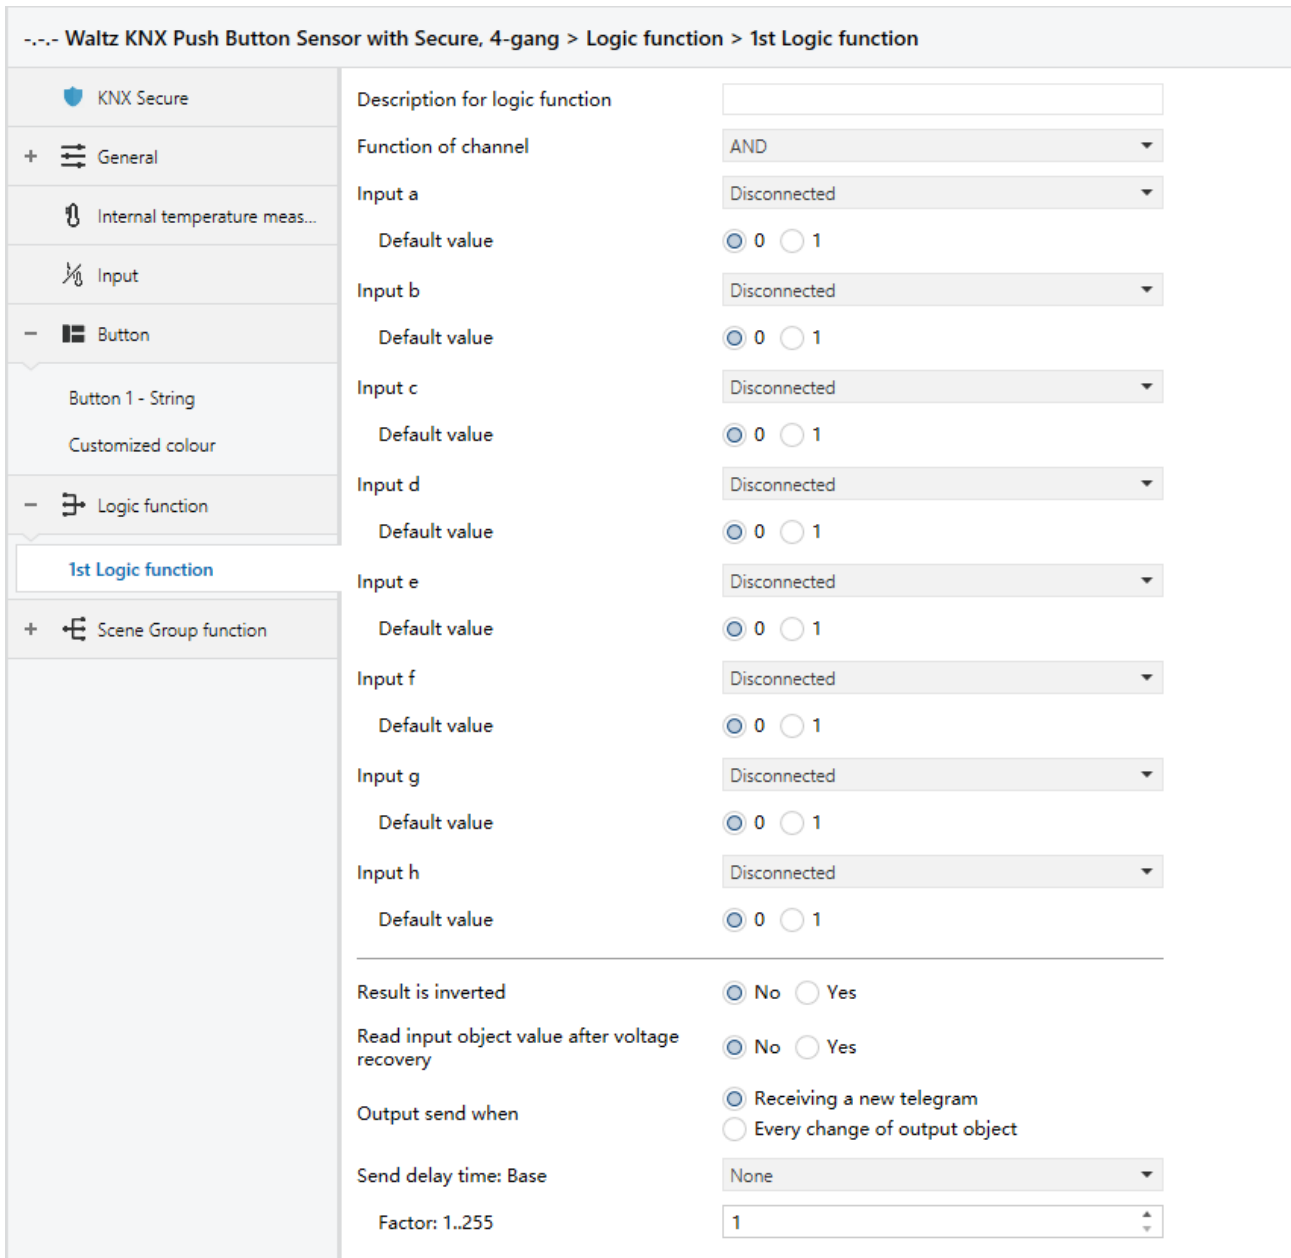 -.-.- Waltz KNX Push Button Sensor with Secure, 4-gang > Logic function > 1st Logic function
KNX Secure
+ General
Internal temperature meas...
Input
− Button
Button 1 - String
Customized colour
− Logic function
1st Logic function
+ Scene Group function
Description for logic function
Function of channel AND
Input a Disconnected
Default value 0 1
Input b Disconnected
Default value 0 1
Input c Disconnected
Default value 0 1
Input d Disconnected
Default value 0 1
Input e Disconnected
Default value 0 1
Input f Disconnected
Default value 0 1
Input g Disconnected
Default value 0 1
Input h Disconnected
Default value 0 1
Result is inverted No Yes
Read input object value after voltage
recovery No Yes
Output send when Receiving a new telegram
Every change of output object
Send delay time: Base None
Factor: 1..255 1